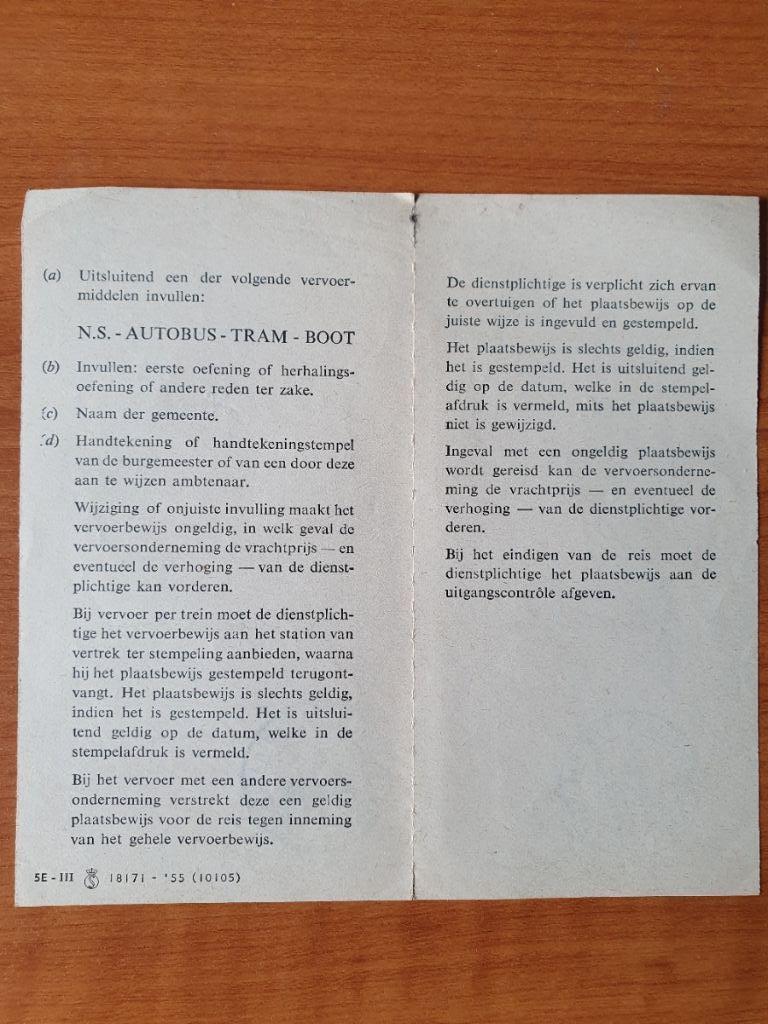 (a) Uitsluitend een der volgende vervoer-
middelen invullen:
N.S. - AUTOBUS - TRAM - BOOT
(b) Invullen: eerste oefening of herhalings-
oefening of andere reden ter zake.
(c) Naam der gemeente.
(d) Handtekening of handtekeningstempel
van de burgemeester of van een door deze
aan te wijzen ambtenaar.
Wijziging of onjuiste invulling maakt het
vervoerbewijs ongeldig, in welk geval de
vervoersonderneming de vrachtprijs — en
eventueel de verhoging — van de dienst-
plichtige kan vorderen.
Bij vervoer per trein moet de dienstplich-
tige het vervoerbewijs aan het station van
vertrek ter stempeling aanbieden, waarna
hij het plaatsbewijs gestempeld terugont-
vangt. Het plaatsbewijs is slechts geldig,
indien het is gestempeld. Het is uitslui-
tend geldig op de datum, welke in de
stempelafdruk is vermeld.
Bij het vervoer met een andere vervoers-
onderneming verstrekt deze een geldig
plaatsbewijs voor de reis tegen inneming
van het gehele vervoerbewijs.
5E - III 18171 - '55 (10105)
De dienstplichtige is verplicht zich ervan
te overtuigen of het plaatsbewijs op de
juiste wijze is ingevuld en gestempeld.
Het plaatsbewijs is slechts geldig, indien
het is gestempeld. Het is uitsluitend gel-
dig op de datum, welke in de stempel-
afdruk is vermeld, mits het plaatsbewijs
niet is gewijzigd.
Ingeval met een ongeldig plaatsbewijs
wordt gereisd kan de vervoersonderne-
ming de vrachtprijs — en eventueel de
verhoging — van de dienstplichtige vor-
deren.
Bij het eindigen van de reis moet de
dienstplichtige het plaatsbewijs aan de
uitgangscontrôle afgeven.